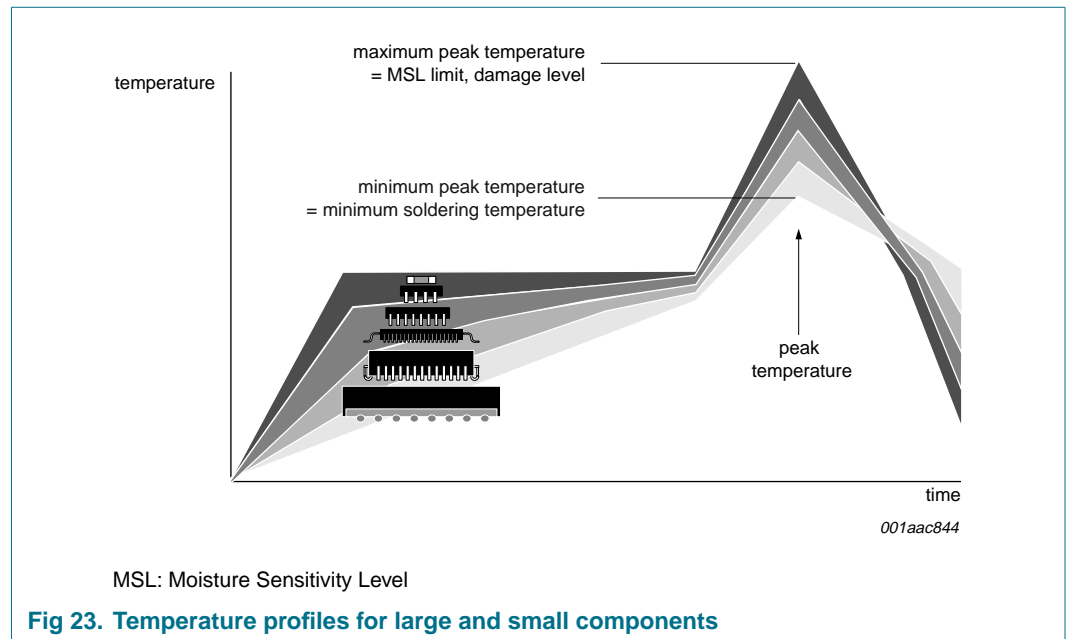 maximum peak temperature
= MSL limit, damage level
temperature
minimum peak temperature
= minimum soldering temperature
peak
temperature
time
001aac844
MSL: Moisture Sensitivity Level
Fig 23. Temperature profiles for large and small components